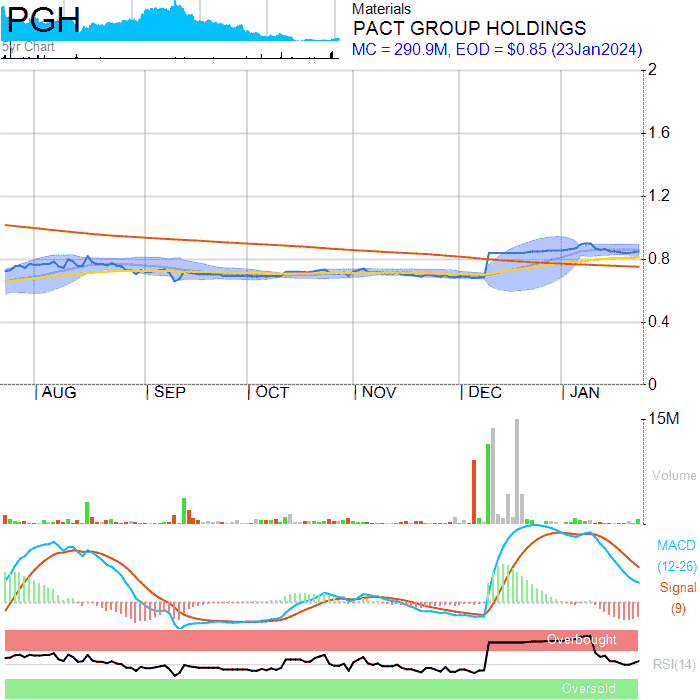 PGH
5yr Chart
Materials
PACT GROUP HOLDINGS
MC = 290.9M, EOD = $0.85 (23Jan2024)
2
1.6
1.2
0.8
0.4
0
AUG SEP OCT NOV DEC JAN
15M
Volume
MACD
(12-26)
Signal
(9)
Overbought
RSI(14)
Oversold